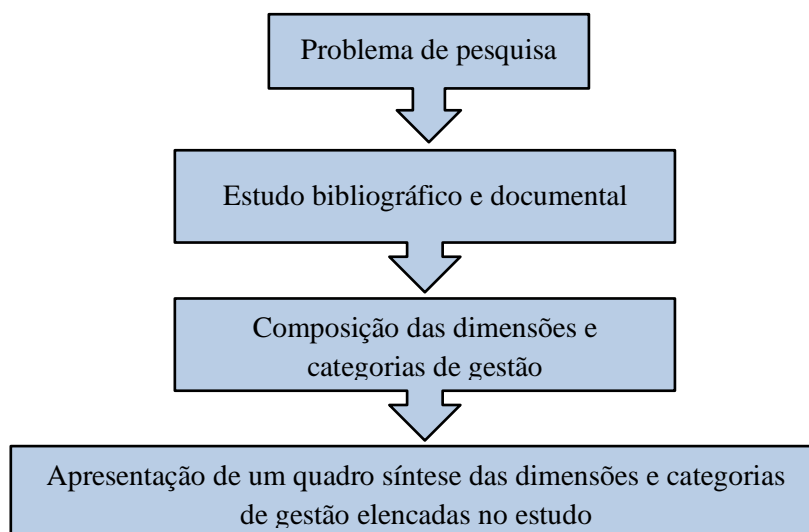 Problema de pesquisa
Estudo bibliográfico e documental
Composição das dimensões e
categorias de gestão
Apresentação de um quadro síntese das dimensões e categorias
de gestão elencadas no estudo